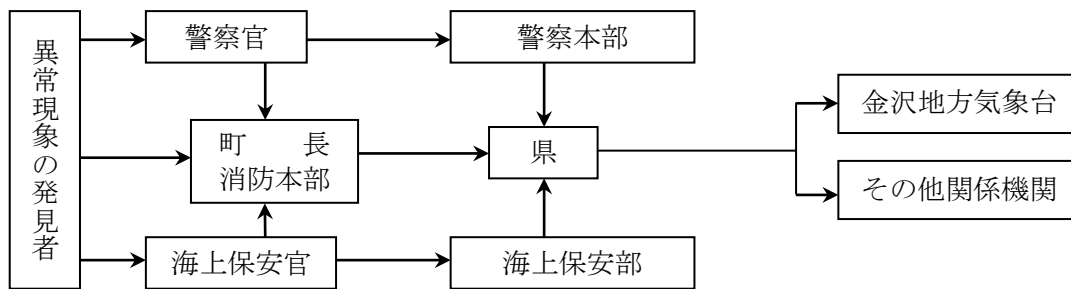 異常現象の発見者
警察官
警察本部
町　　長
消防本部
県
金沢地方気象台
その他関係機関
海上保安官
海上保安部